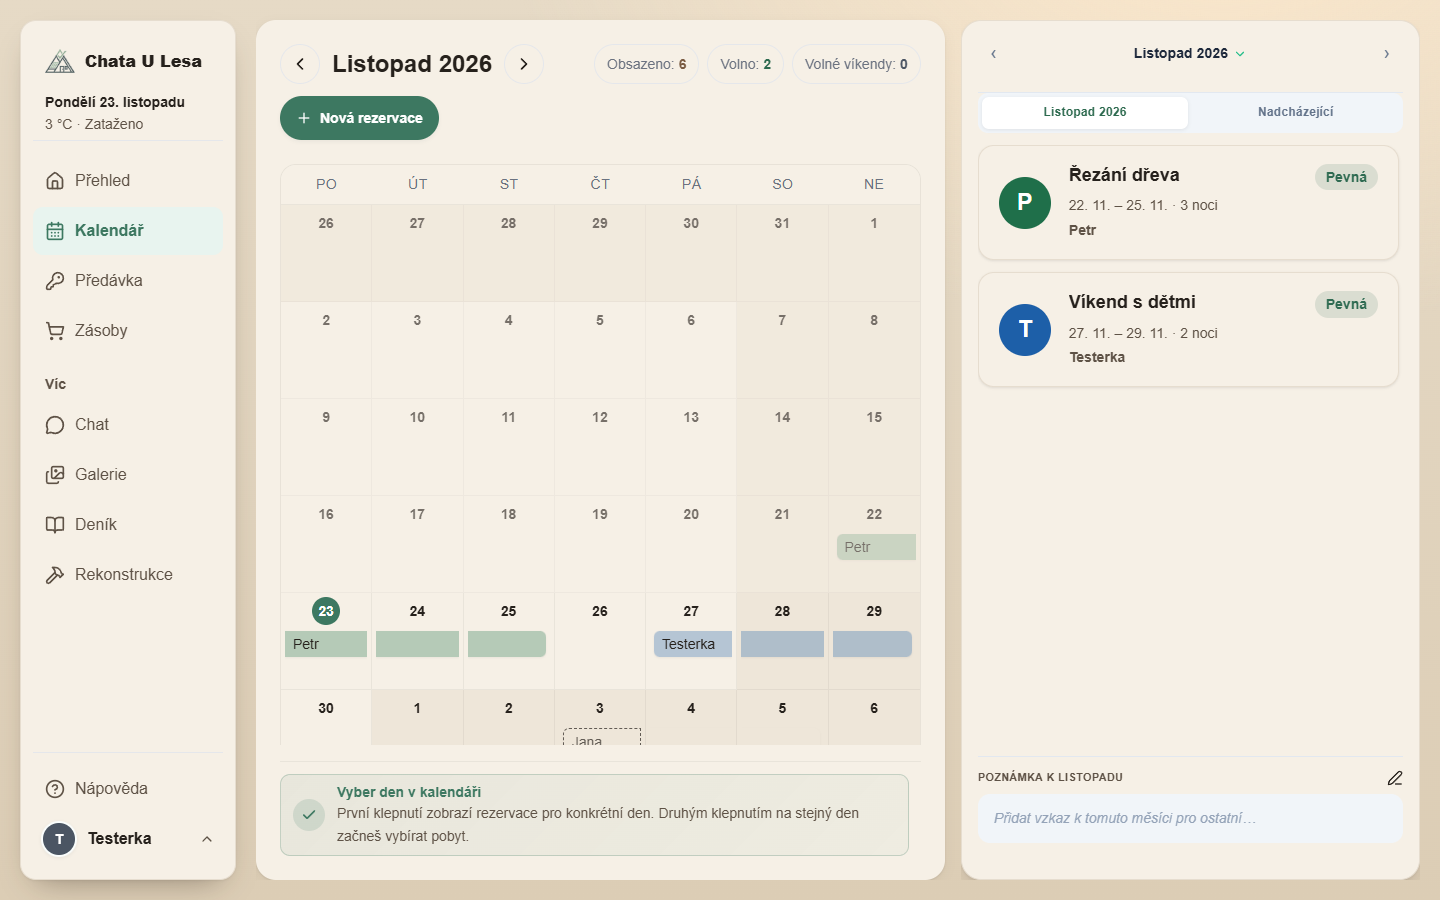 Chata U Lesa
Pondělí 23. listopadu
3 °C · Zataženo
Přehled
Kalendář
Předávka
Zásoby
Víc
Chat
Galerie
Deník
Rekonstrukce
Nápověda
T
Testerka
Listopad 2026
Obsazeno: 6
Volno: 2
Volné víkendy: 0
Nová rezervace
PO ÚT ST ČT PÁ SO NE
26 27 28 29 30 31 1
2 3 4 5 6 7 8
9 10 11 12 13 14 15
16 17 18 19 20 21 22
Petr
23 24 25 26 27 28 29
Petr Testerka
30 1 2 3 4 5 6
Jana
Vyber den v kalendáři
První klepnutí zobrazí rezervace pro konkrétní den. Druhým klepnutím na stejný den
začneš vybírat pobyt.
‹ Listopad 2026 ›
Listopad 2026 Nadcházející
P
Řezání dřeva
Pevná
22. 11. – 25. 11. · 3 noci
Petr
T
Víkend s dětmi
Pevná
27. 11. – 29. 11. · 2 noci
Testerka
POZNÁMKA K LISTOPADU
Přidat vzkaz k tomuto měsíci pro ostatní…